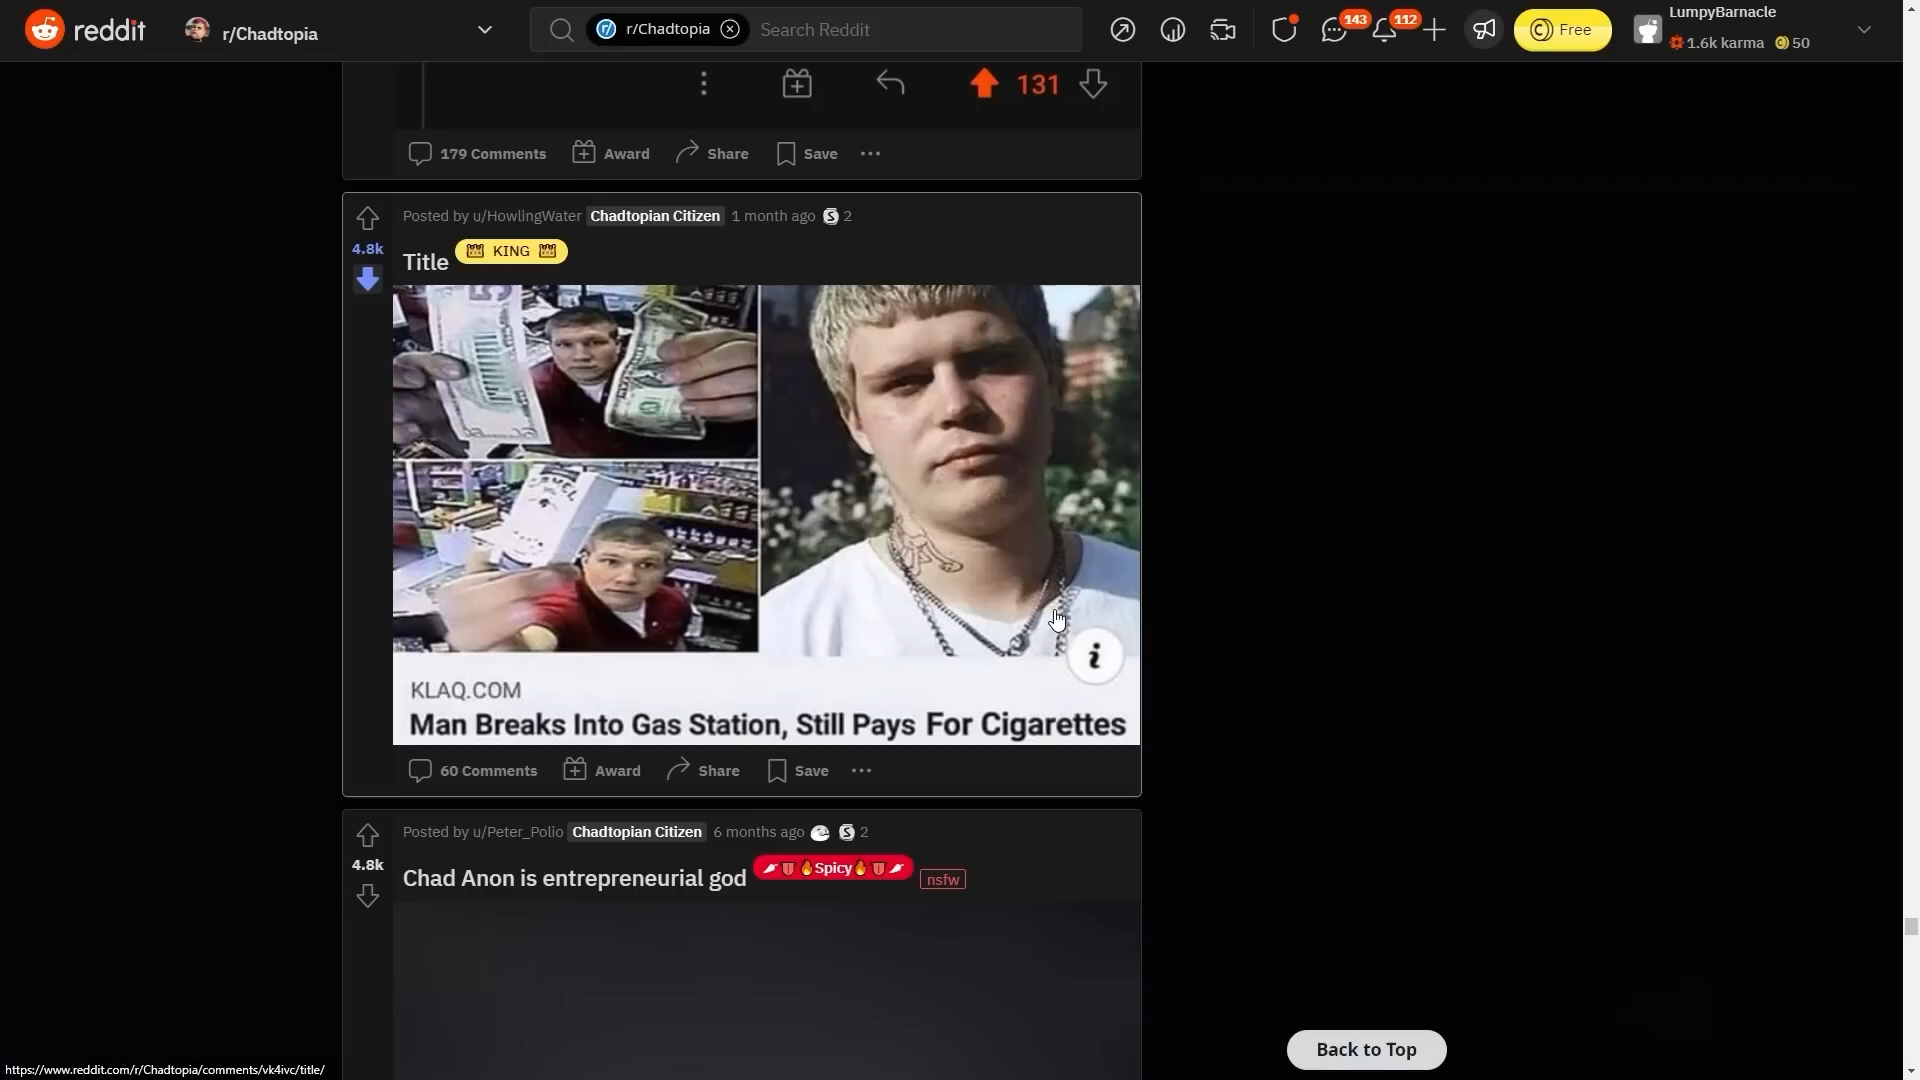 reddit
r/Chadtopia
r/Chadtopia
Search Reddit
143
112
Free
LumpyBarnacle
1.6k karma
50
131
179 Comments
Award
Share
Save
Posted by u/HowlingWater Chadtopian Citizen 1 month ago S 2
4.8k
Title KING
KLAQ.COM
Man Breaks Into Gas Station, Still Pays For Cigarettes
60 Comments
Award
Share
Save
Posted by u/Peter_Polio Chadtopian Citizen 6 months ago S 2
4.8k
Chad Anon is entrepreneurial god Spicy nsfw
Back to Top
https://www.reddit.com/r/Chadtopia/comments/vk4ivc/title/